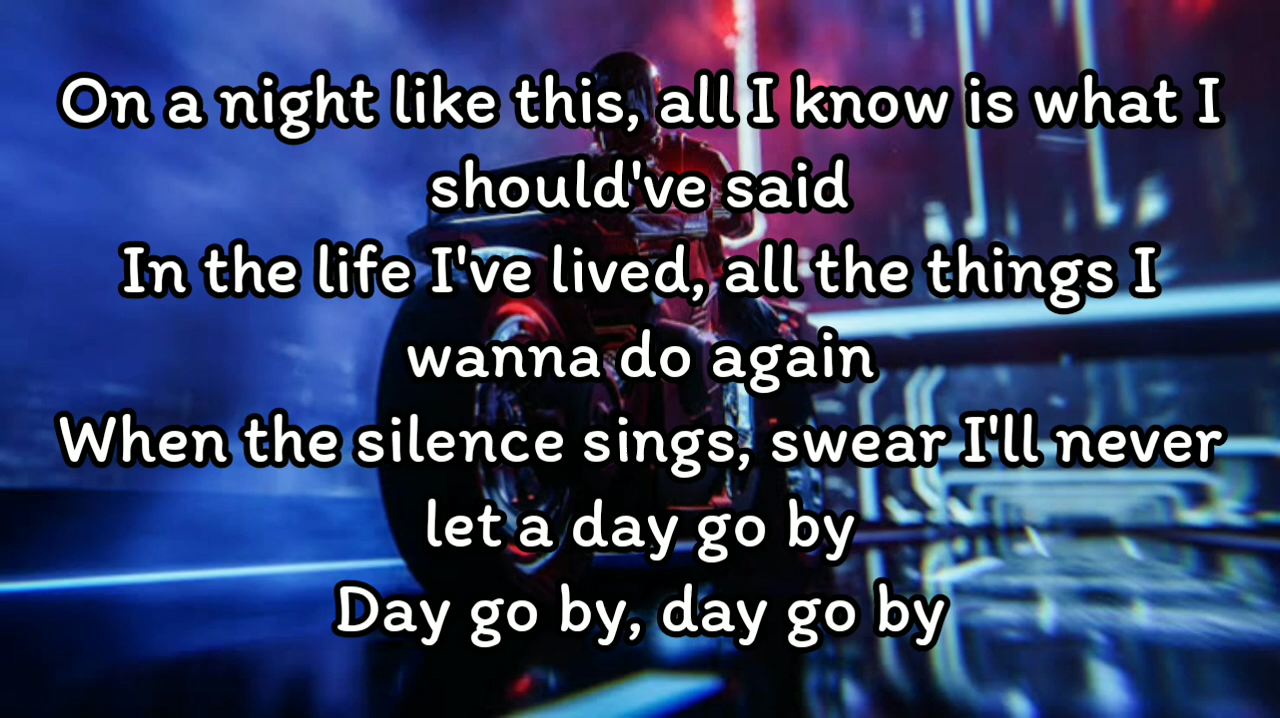 On a night like this, all I know is what I
should've said
In the life I've lived, all the things I
wanna do again
When the silence sings, swear I'll never
let a day go by
Day go by, day go by